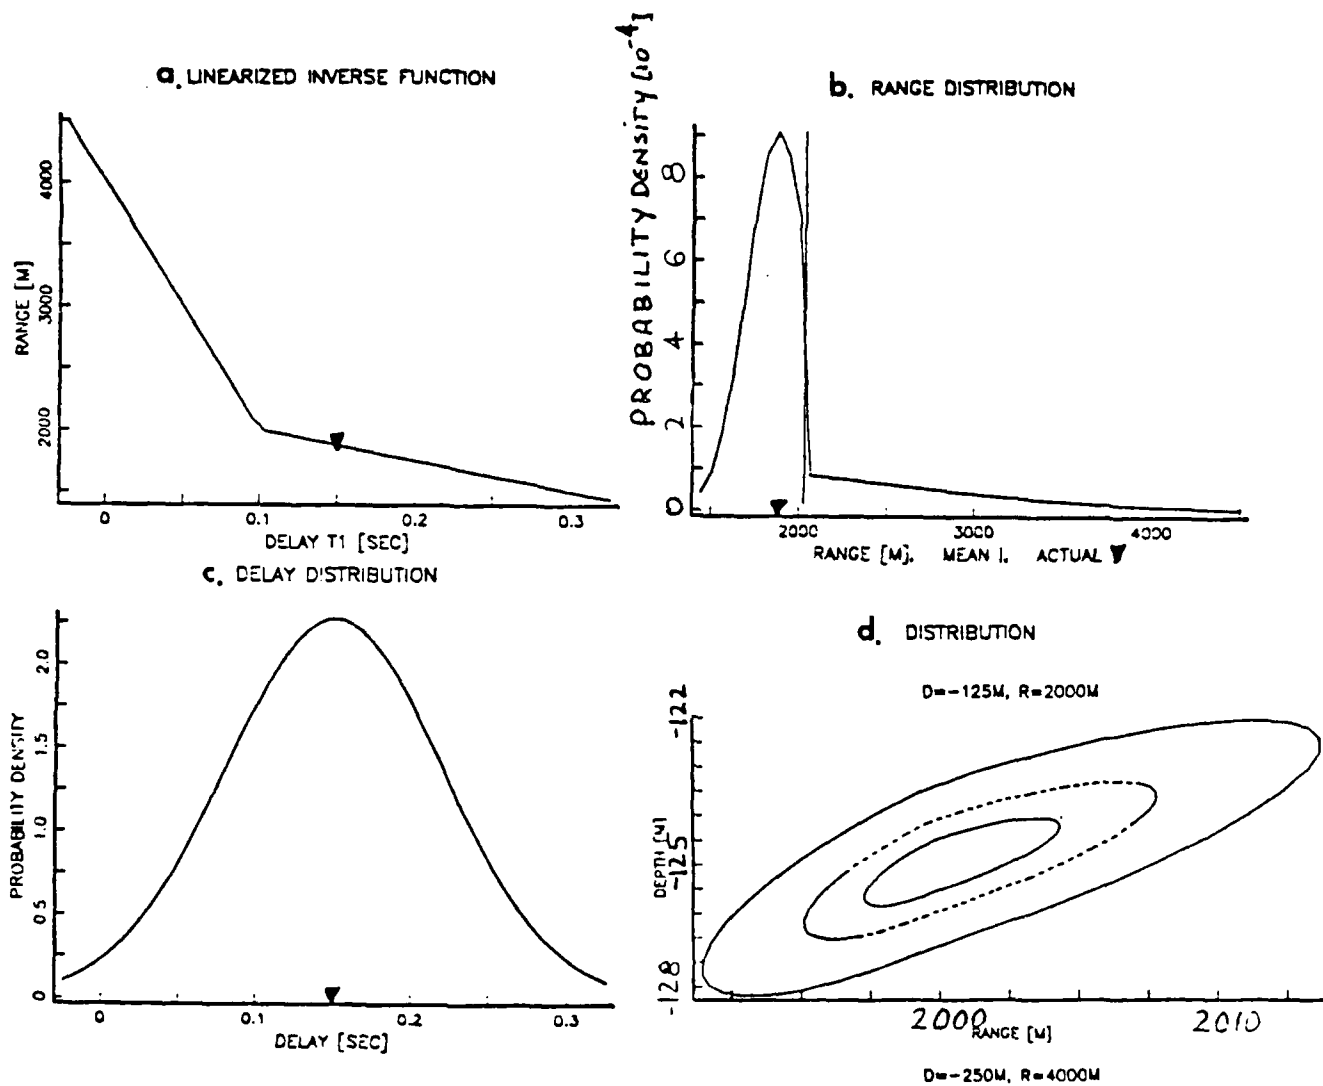 a. LINEARIZED INVERSE FUNCTION
RANGE [M]
4000
3000
2000
0
0.1
0.2
0.3
DELAY T1 [SEC]
b. RANGE DISTRIBUTION
PROBABILITY DENSITY [10-4]
8
6
4
2
0
2000
3000
4000
RANGE [M]. MEAN |. ACTUAL ▼
c. DELAY DISTRIBUTION
PROBABILITY DENSITY
2.0
1.5
1.0
0.5
0
0
0.1
0.2
0.3
DELAY [SEC]
d. DISTRIBUTION
D=-125M, R=2000M
DEPTH [M]
-122
-125
-128
2000
2010
RANGE [M]
D=-250M, R=4000M